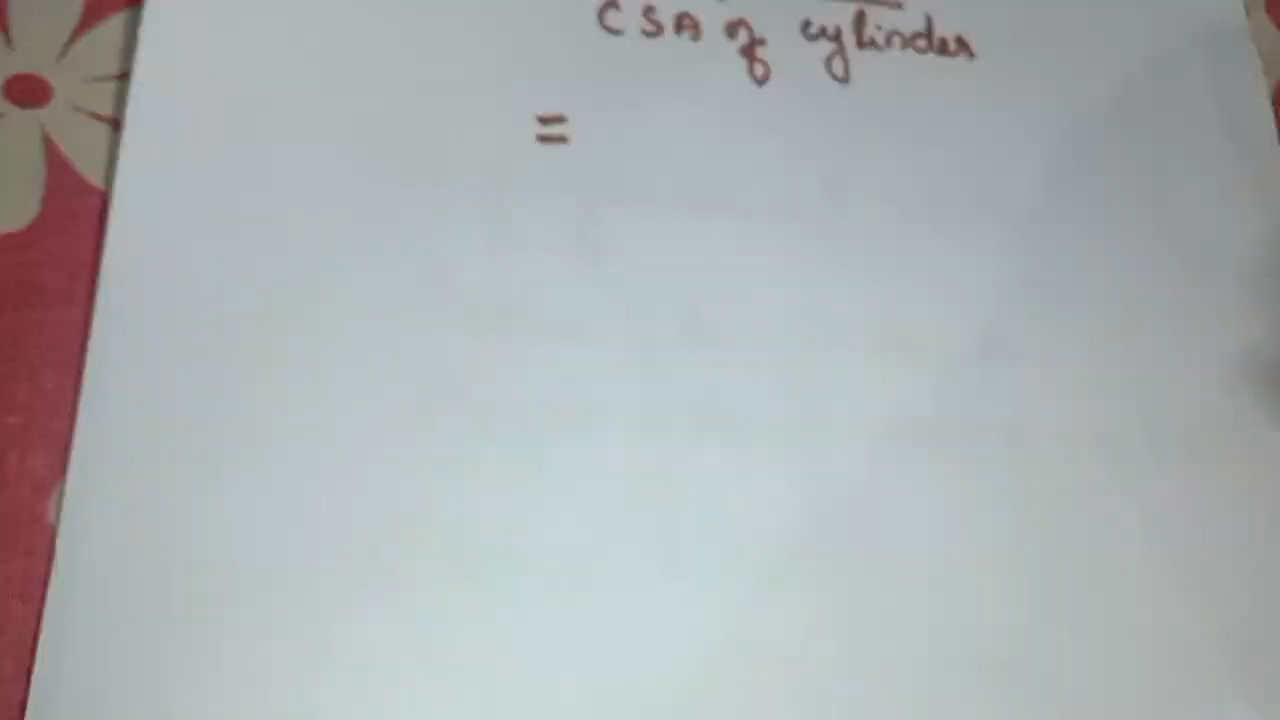 CSA of cylinder
=